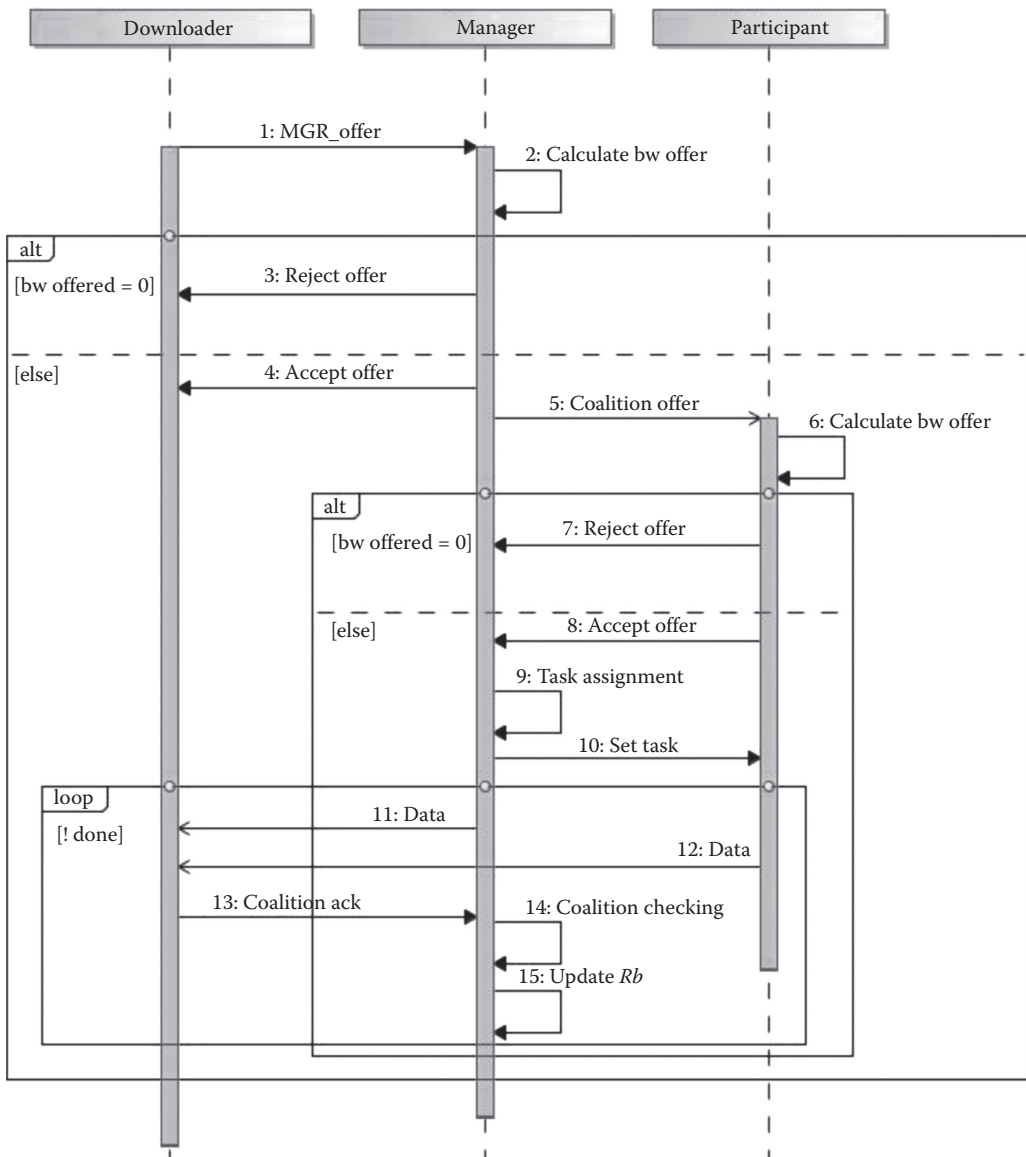 Downloader
Manager
Participant
1: MGR_offer
2: Calculate bw offer
alt
[bw offered = 0]
3: Reject offer
[else]
4: Accept offer
5: Coalition offer
6: Calculate bw offer
alt
[bw offered = 0]
7: Reject offer
[else]
8: Accept offer
9: Task assignment
10: Set task
loop
[! done]
11: Data
12: Data
13: Coalition ack
14: Coalition checking
15: Update Rb